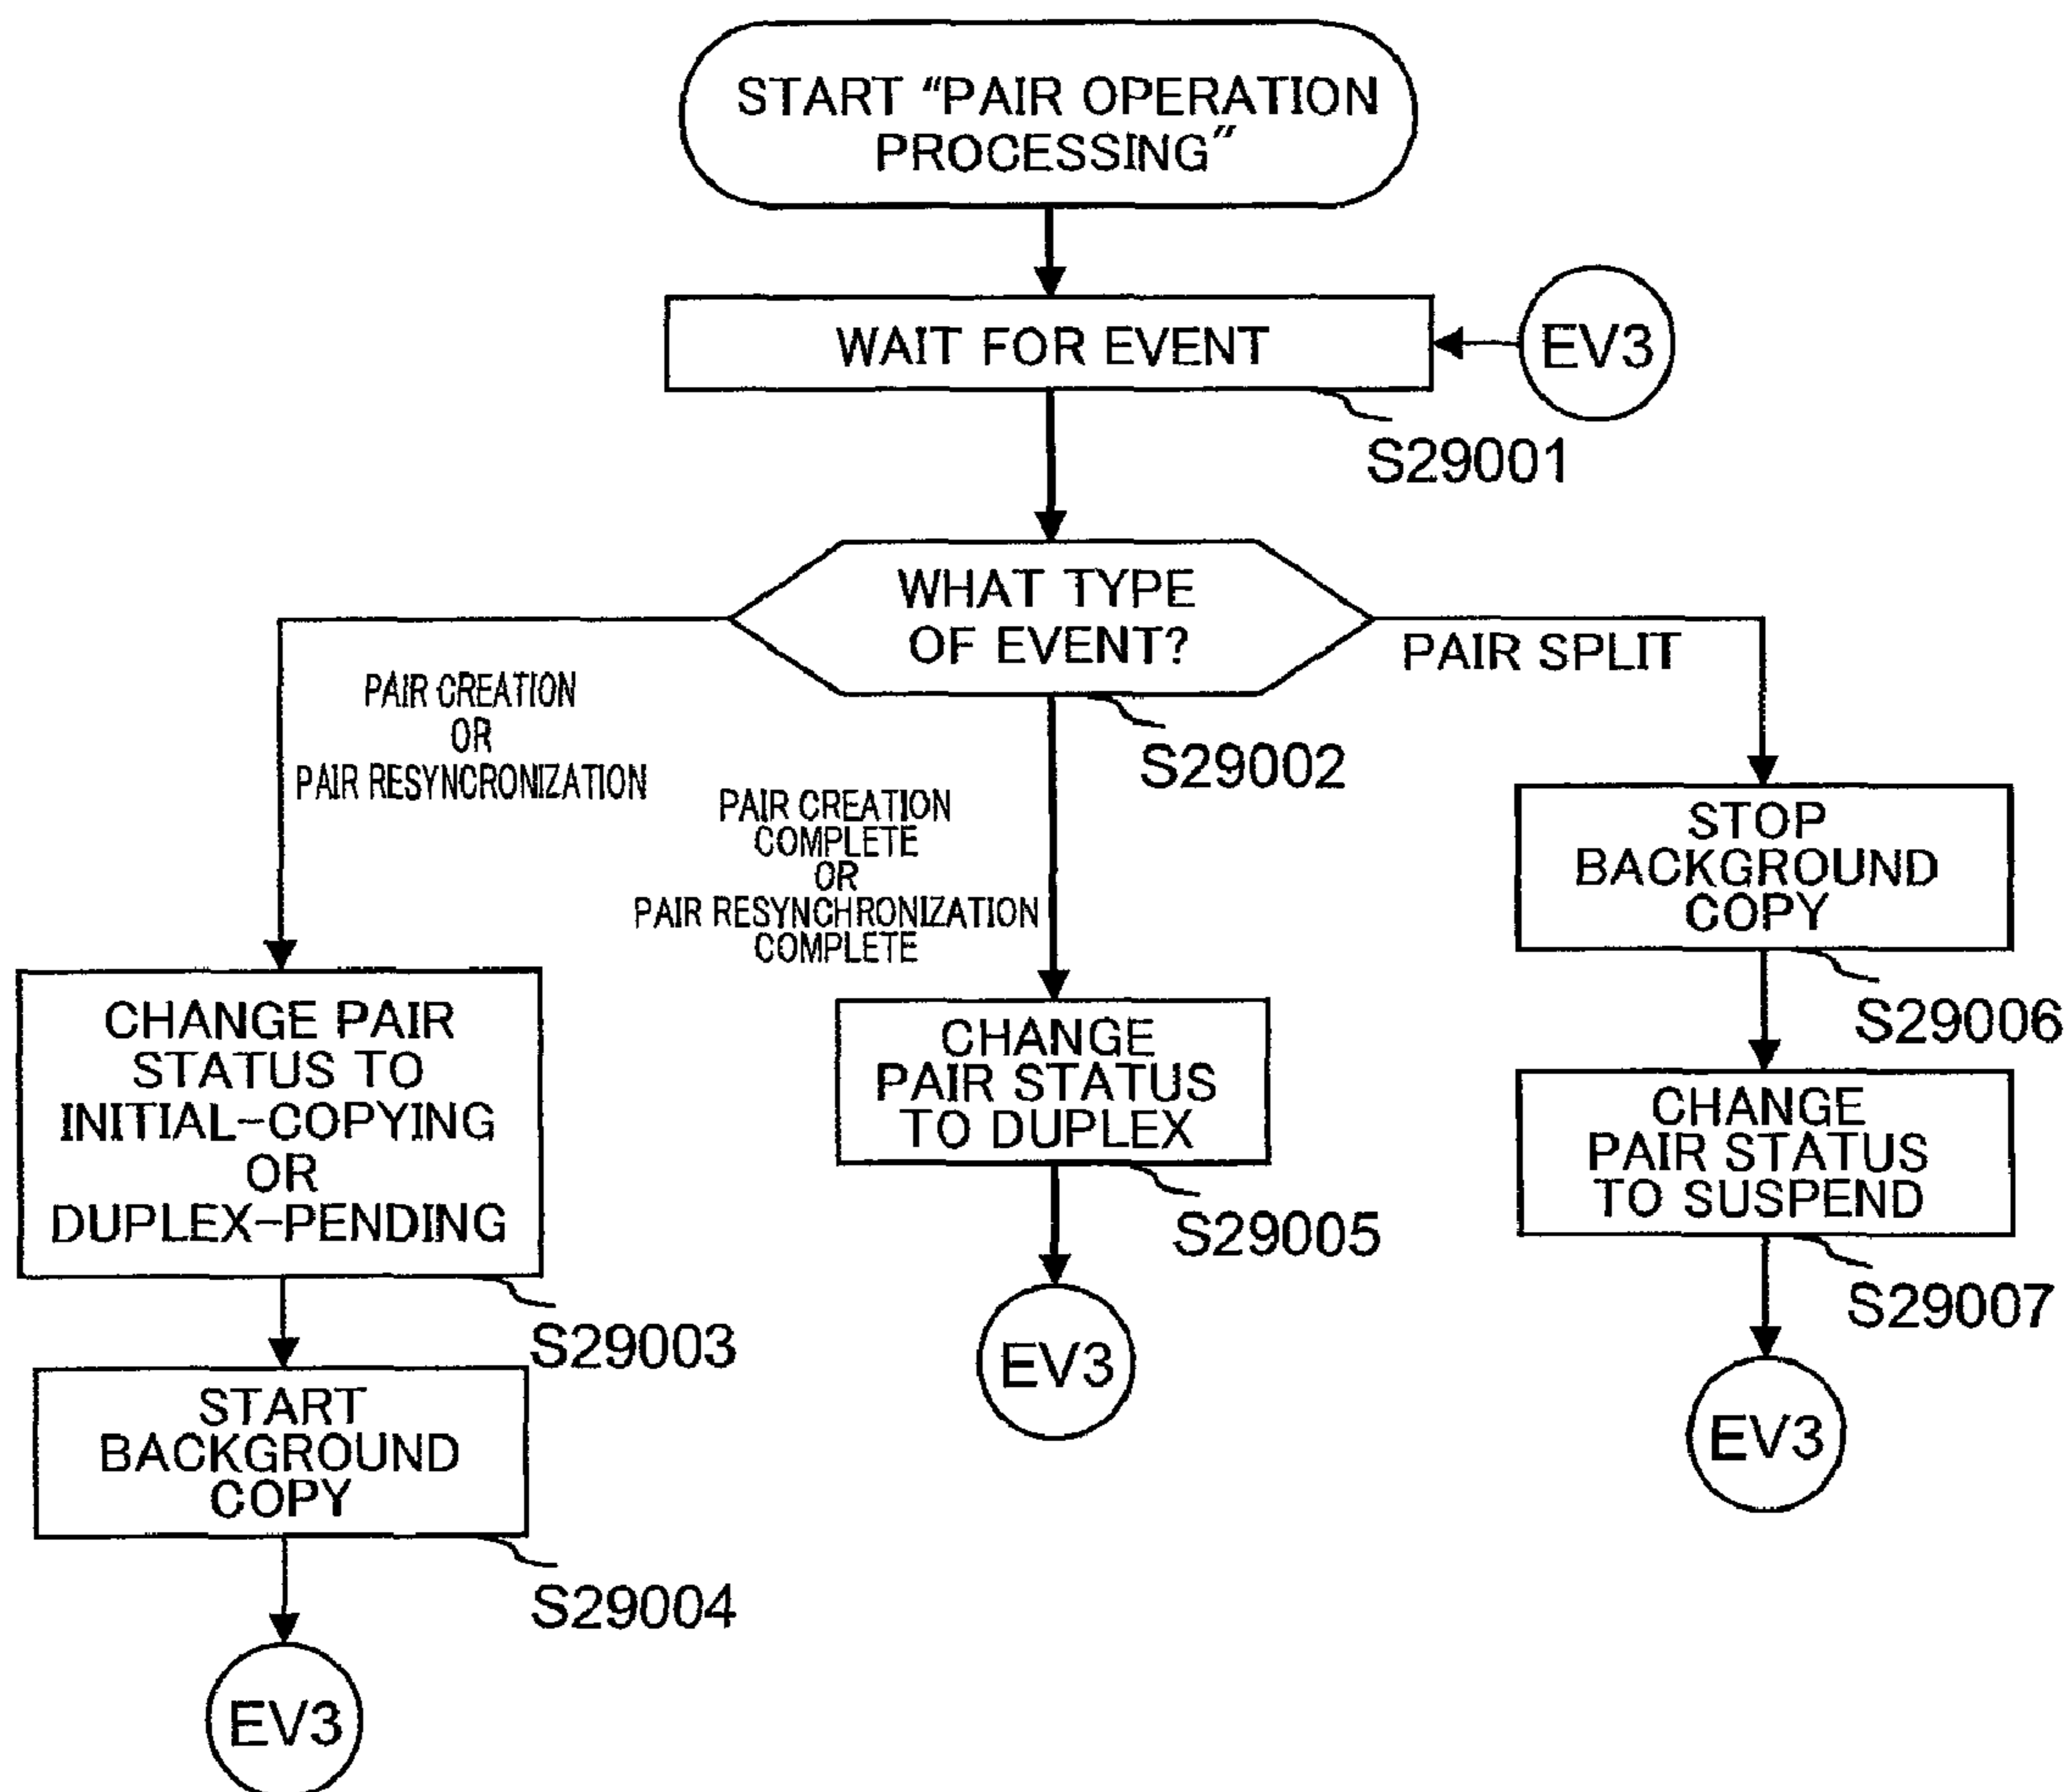 START “PAIR OPERATION
PROCESSING”
WAIT FOR EVENT
EV3
S29001
WHAT TYPE
OF EVENT?
S29002
PAIR CREATION
OR
PAIR RESYNCRONIZATION
PAIR CREATION
COMPLETE
OR
PAIR RESYNCHRONIZATION
COMPLETE
PAIR SPLIT
CHANGE PAIR
STATUS TO
INITIAL-COPYING
OR
DUPLEX-PENDING
S29003
START
BACKGROUND
COPY
S29004
EV3
CHANGE
PAIR STATUS
TO DUPLEX
S29005
EV3
STOP
BACKGROUND
COPY
S29006
CHANGE
PAIR STATUS
TO SUSPEND
S29007
EV3